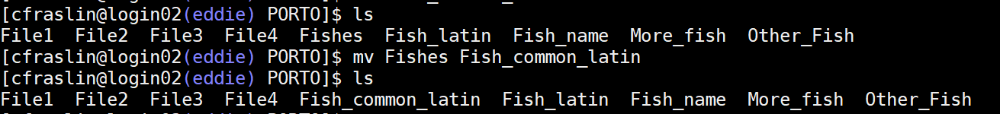 [cfraslin@login02(eddie) PORTO]$ ls
File1  File2  File3  File4  Fishes  Fish_latin  Fish_name  More_fish  Other_Fish
[cfraslin@login02(eddie) PORTO]$ mv Fishes Fish_common_latin
[cfraslin@login02(eddie) PORTO]$ ls
File1  File2  File3  File4  Fish_common_latin  Fish_latin  Fish_name  More_fish  Other_Fish